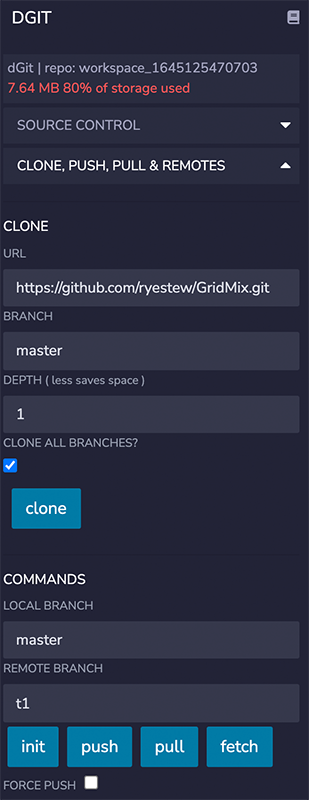 DGIT
dGit | repo: workspace_1645125470703
7.64 MB 80% of storage used
SOURCE CONTROL
CLONE, PUSH, PULL & REMOTES
CLONE
URL
https://github.com/ryestew/GridMix.git
BRANCH
master
DEPTH ( less saves space )
1
CLONE ALL BRANCHES?
clone
COMMANDS
LOCAL BRANCH
master
REMOTE BRANCH
t1
init push pull fetch
FORCE PUSH